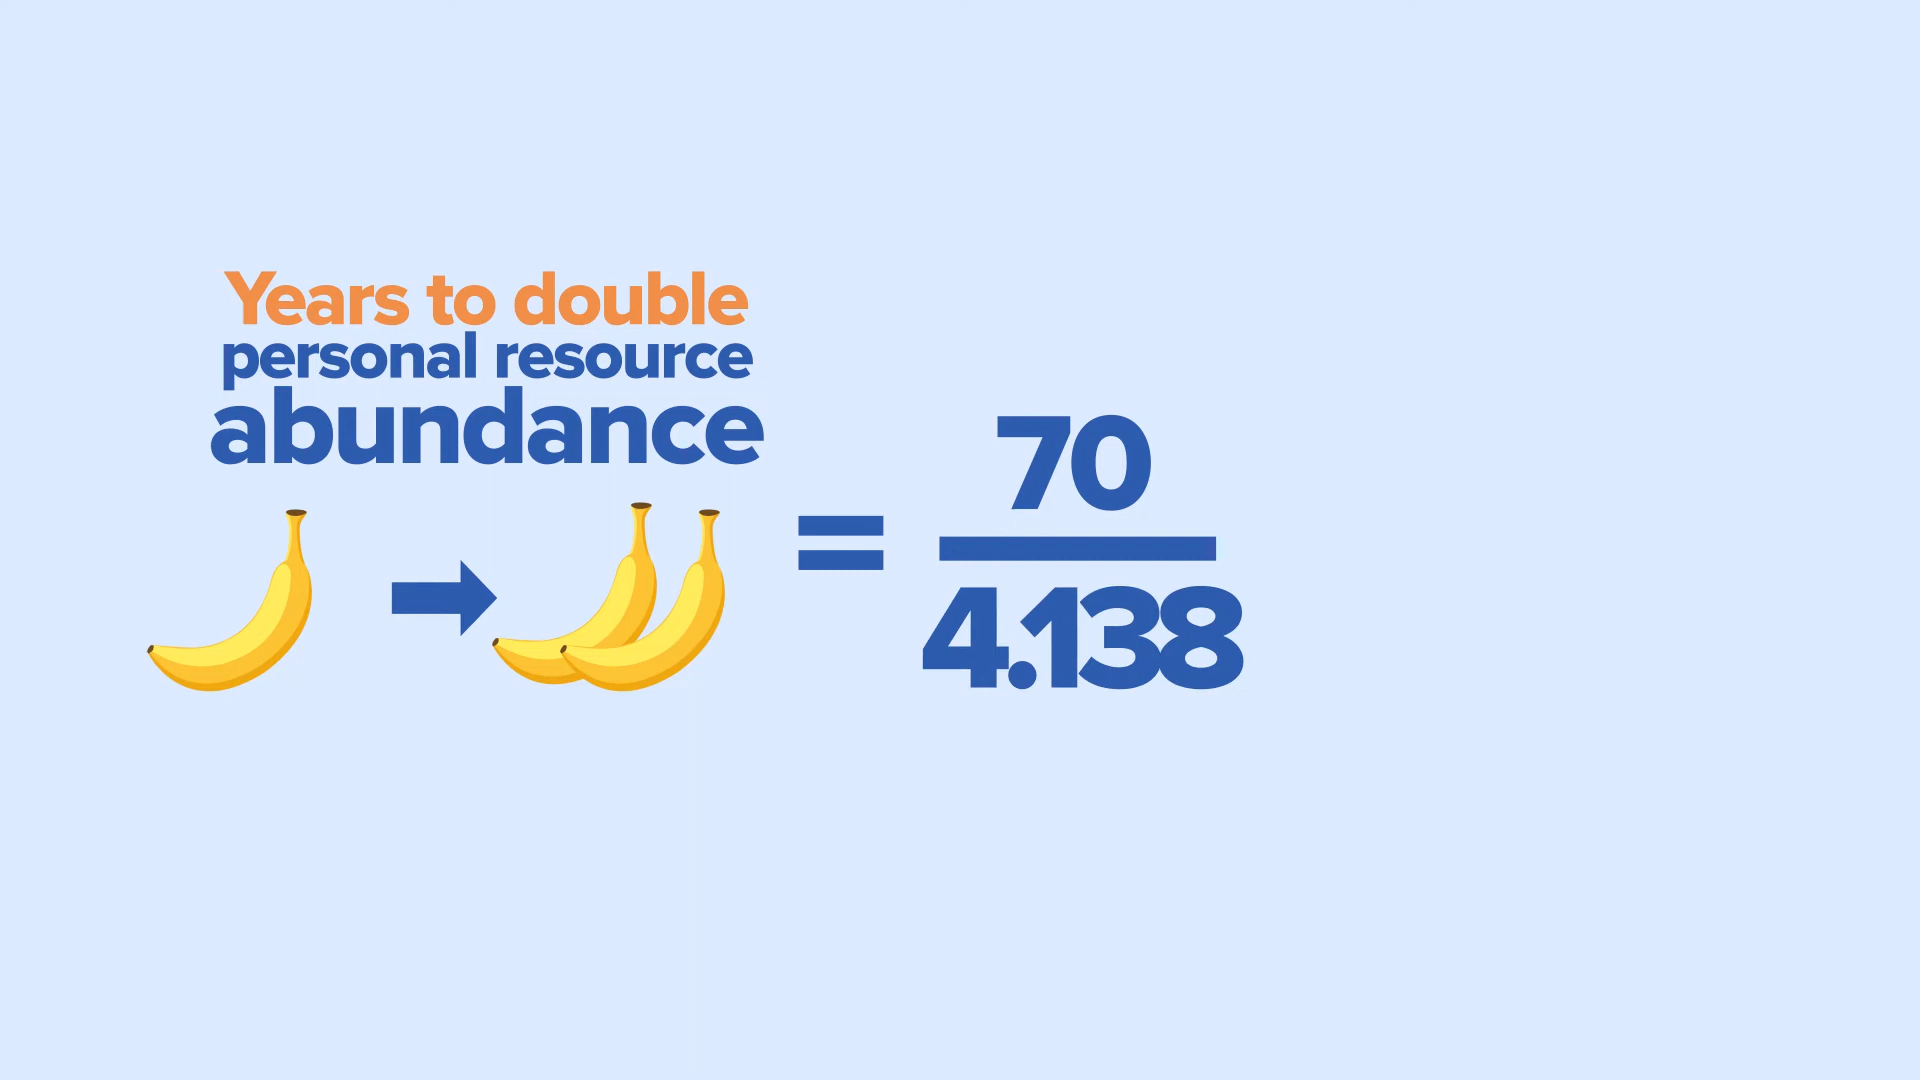 Years to double
personal resource
abundance
=
70
4.138